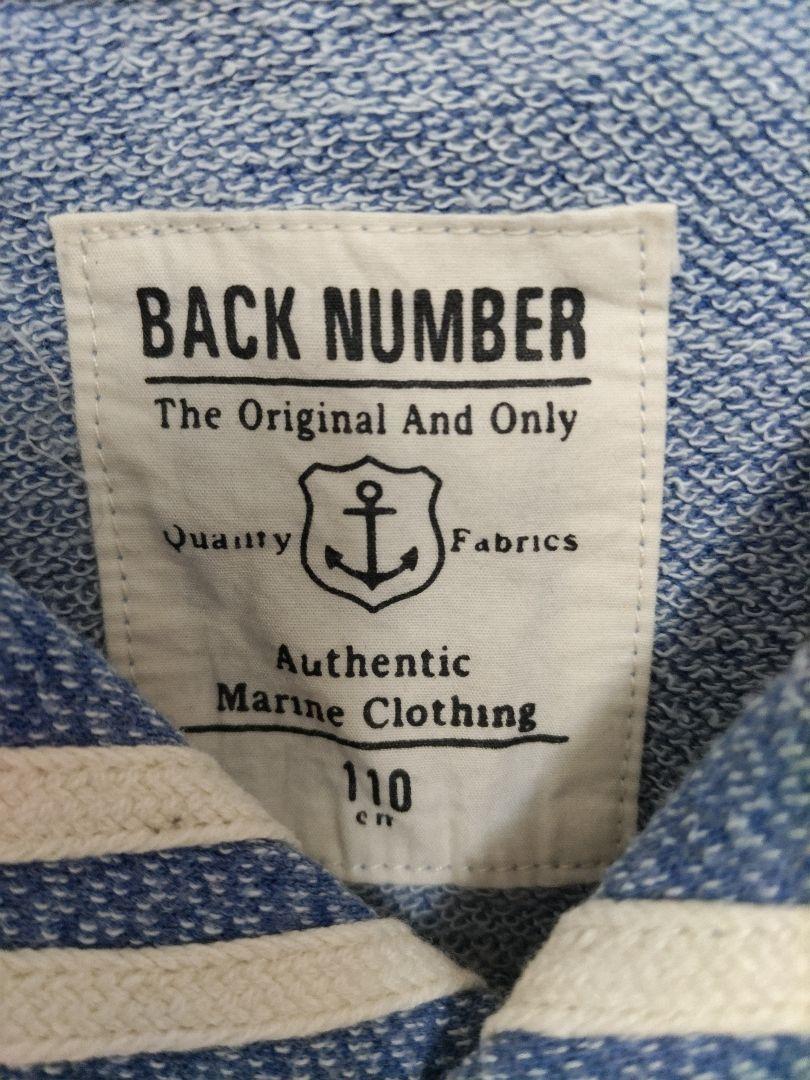 BACK NUMBER
The Original And Only
Quality Fabrics
Authentic
Marine Clothing
110
cm